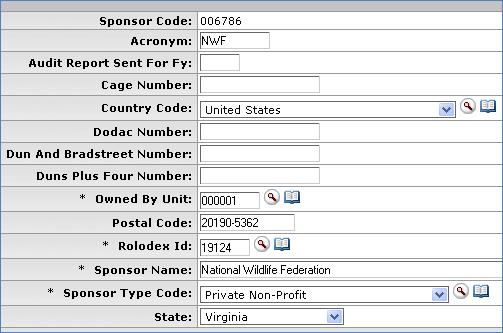 Sponsor Code: 006786
Acronym: NWF
Audit Report Sent For Fy:
Cage Number:
Country Code: United States
Dodac Number:
Dun And Bradstreet Number:
Duns Plus Four Number:
* Owned By Unit: 000001
Postal Code: 20190-5362
* Rolodex Id: 19124
* Sponsor Name: National Wildlife Federation
* Sponsor Type Code: Private Non-Profit
State: Virginia